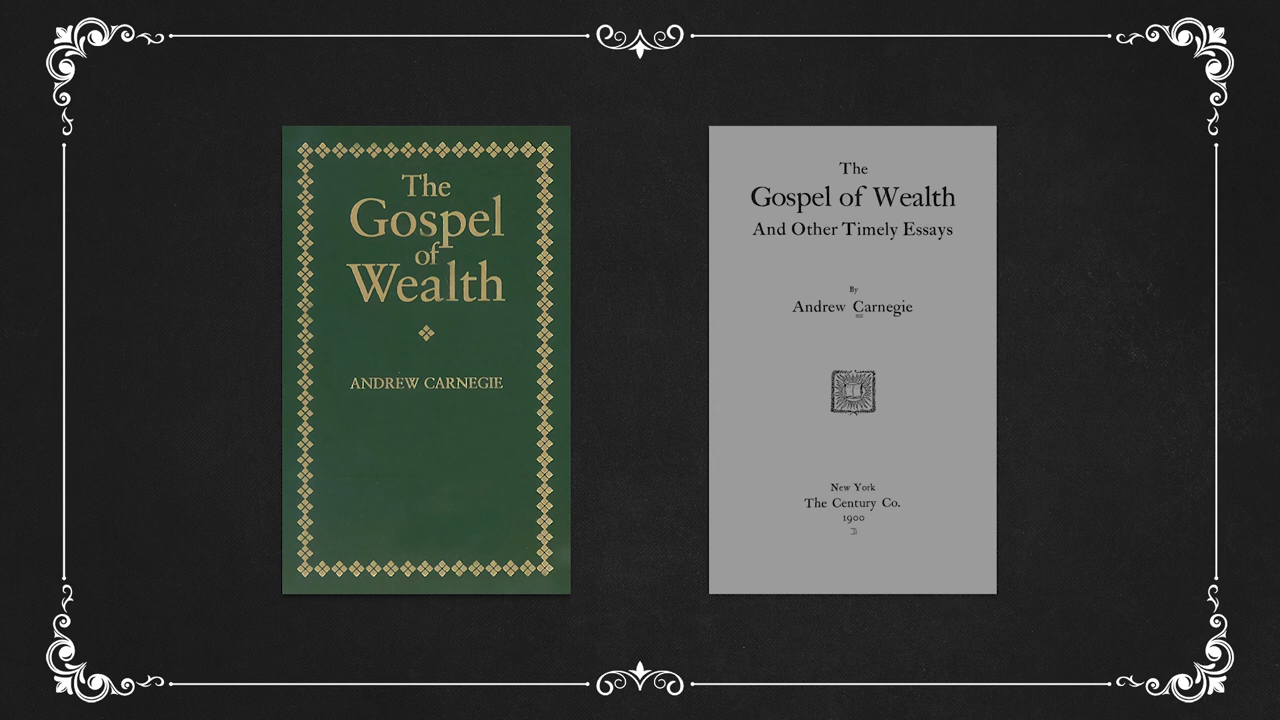 The
Gospel
of
Wealth
ANDREW CARNEGIE
The
Gospel of Wealth
And Other Timely Essays
By
Andrew Carnegie
New York
The Century Co.
1900